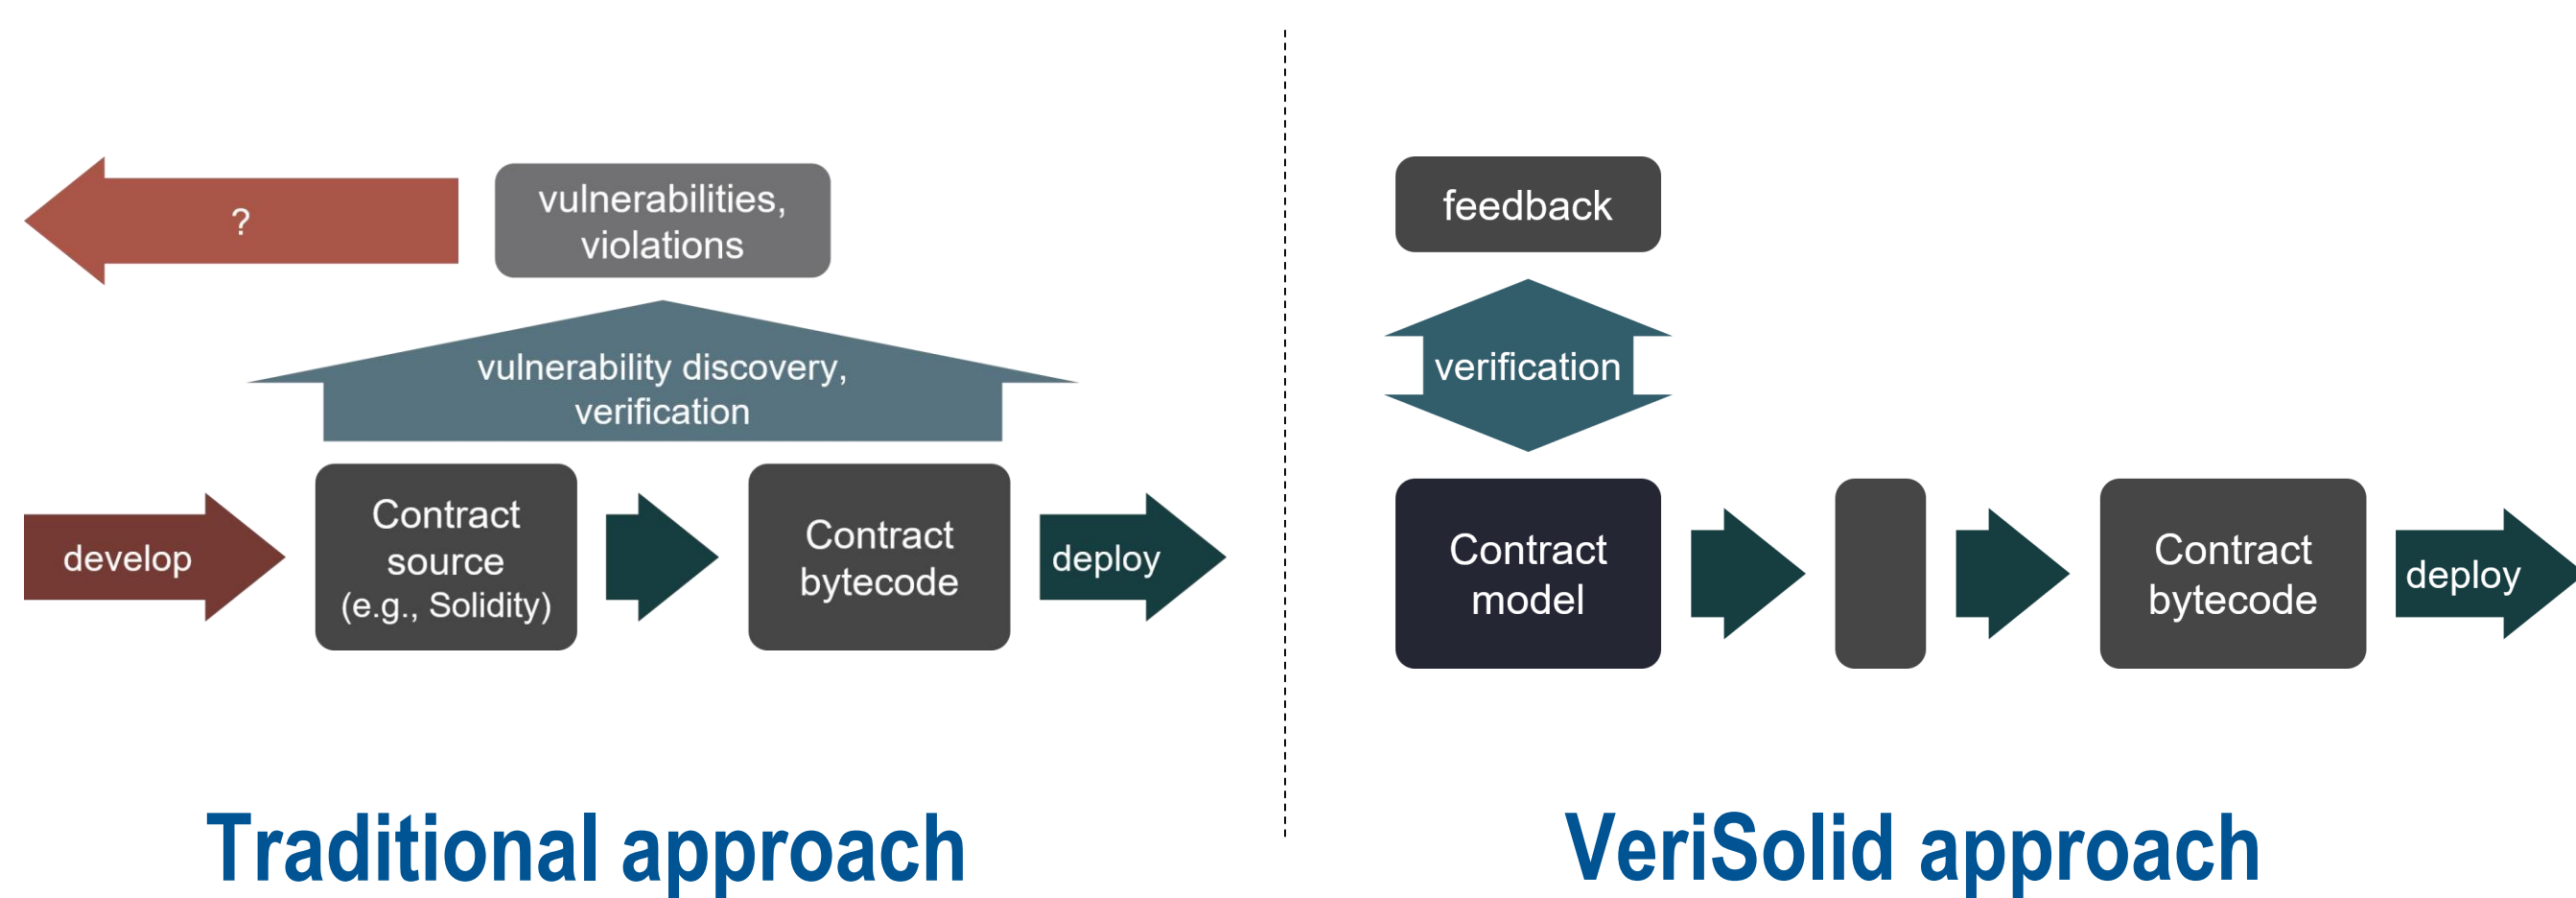 ?
vulnerabilities,
violations
vulnerability discovery,
verification
develop
Contract
source
(e.g., Solidity)
Contract
bytecode
deploy
Traditional approach
feedback
verification
Contract
model
Contract
bytecode
deploy
VeriSolid approach